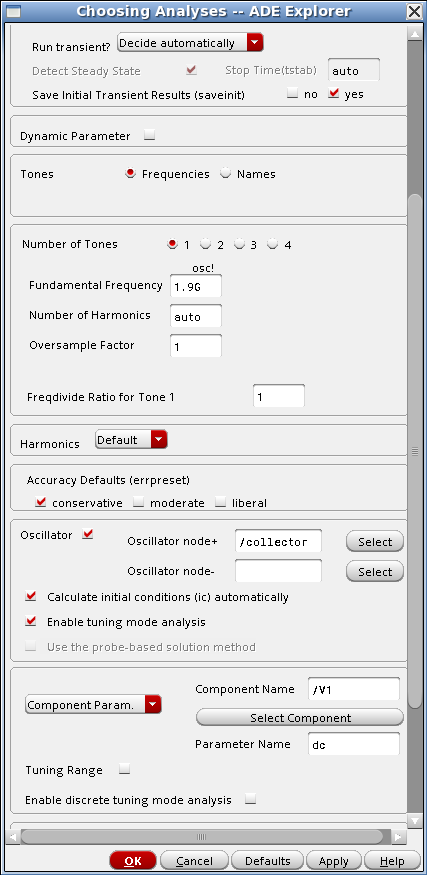 Choosing Analyses -- ADE Explorer
Run transient? Decide automatically
Detect Steady State Stop Time(tstab) auto
Save Initial Transient Results (saveinit) no yes
Dynamic Parameter
Tones Frequencies Names
Number of Tones 1 2 3 4
osc!
Fundamental Frequency 1.9G
Number of Harmonics auto
Oversample Factor 1
Freqdivide Ratio for Tone 1 1
Harmonics Default
Accuracy Defaults (errpreset)
conservative moderate liberal
Oscillator Oscillator node+ /collector Select
Oscillator node- Select
Calculate initial conditions (ic) automatically
Enable tuning mode analysis
Use the probe-based solution method
Component Param. Component Name /V1
Select Component
Parameter Name dc
Tuning Range
Enable discrete tuning mode analysis
OK Cancel Defaults Apply Help